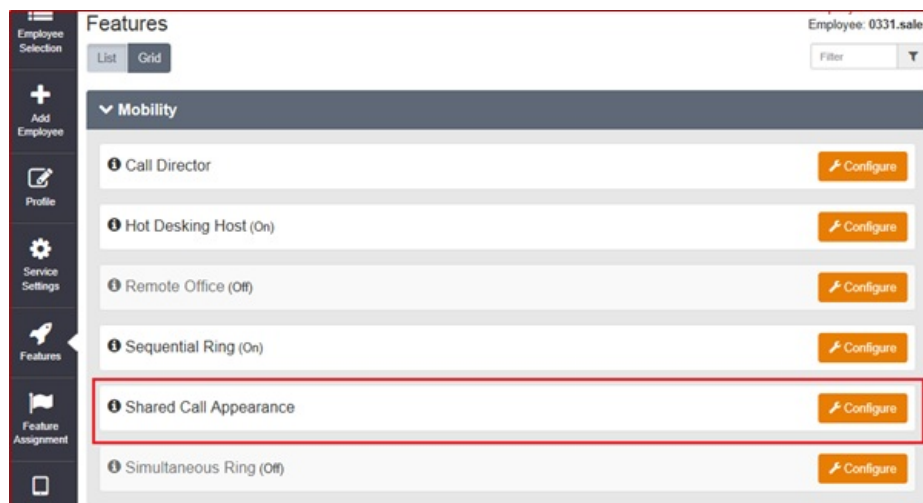 Employee
Selection
Add
Employee
Profile
Service
Settings
Features
Feature
Assignment
Features
Employee: 0331.sale
List Grid
Filter
Mobility
Call Director Configure
Hot Desking Host (On) Configure
Remote Office (Off) Configure
Sequential Ring (On) Configure
Shared Call Appearance Configure
Simultaneous Ring (Off) Configure